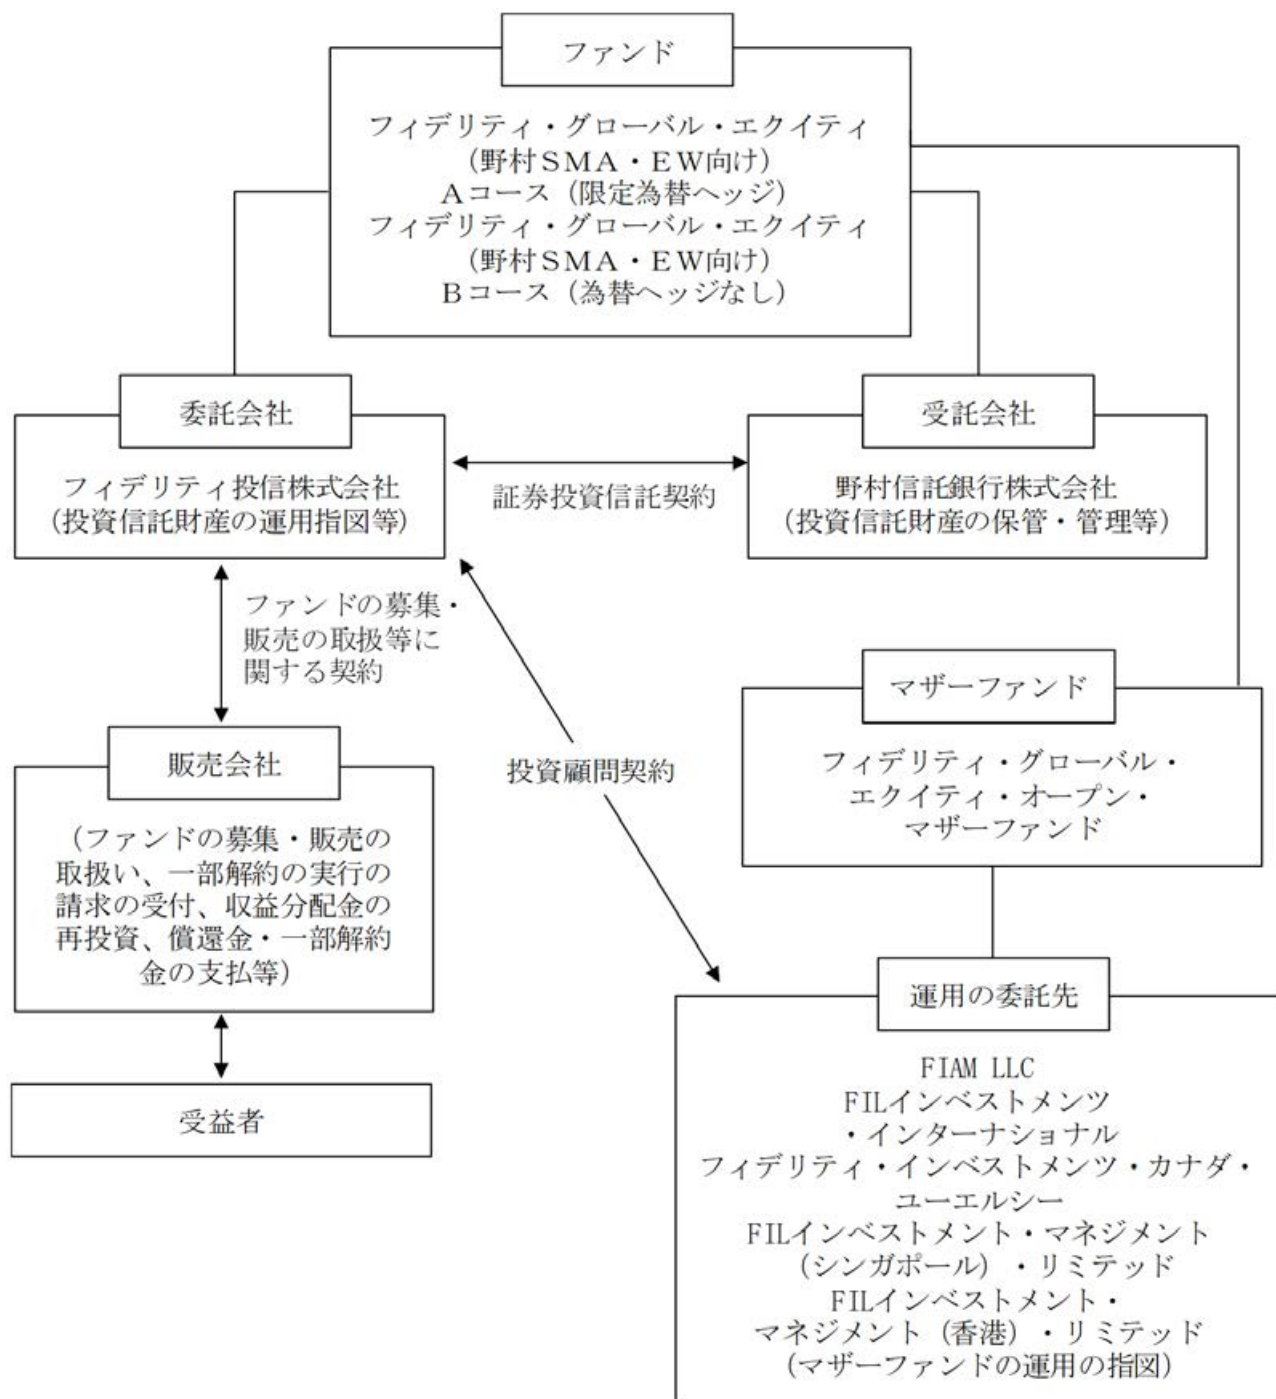 ファンド
フィデリティ・グローバル・エクイティ
(野村ＳＭＡ・ＥＷ向け)
Ａコース（限定為替ヘッジ）
フィデリティ・グローバル・エクイティ
(野村ＳＭＡ・ＥＷ向け)
Ｂコース（為替ヘッジなし）
委託会社
フィデリティ投信株式会社
(投資信託財産の運用指図等)
証券投資信託契約
受託会社
野村信託銀行株式会社
(投資信託財産の保管・管理等)
ファンドの募集・
販売の取扱等に
関する契約
投資顧問契約
マザーファンド
フィデリティ・グローバル・
エクイティ・オープン・
マザーファンド
販売会社
（ファンドの募集・販売の
取扱い、一部解約の実行の
請求の受付、収益分配金の
再投資、償還金・一部解約
金の支払等）
受益者
運用の委託先
FIAM LLC
FILインベストメンツ
・インターナショナル
フィデリティ・インベストメンツ・カナダ・
ユーエルシー
FILインベストメント・マネジメント
（シンガポール）・リミテッド
FILインベストメント・
マネジメント（香港）・リミテッド
(マザーファンドの運用の指図)